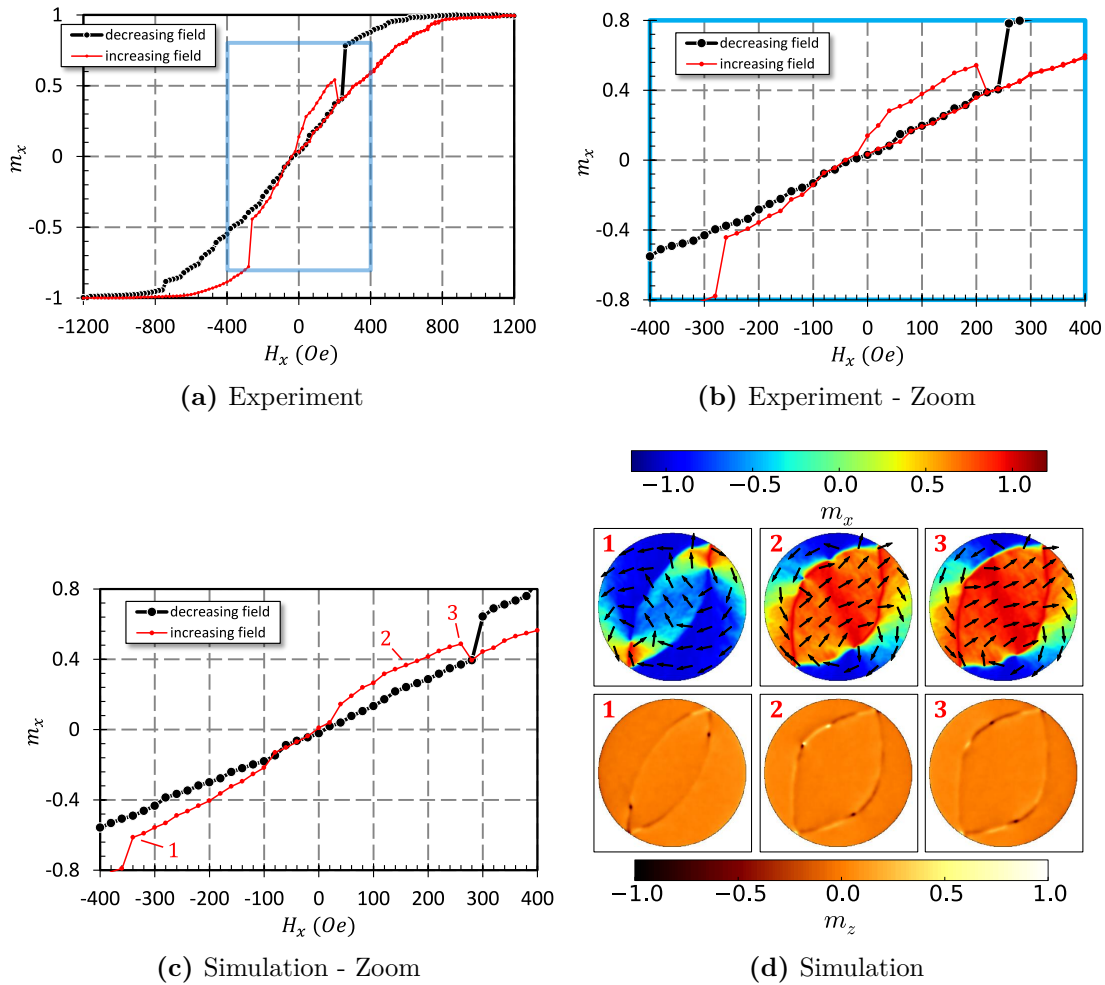 decreasing field
increasing field
1
0.5
0
-0.5
-1
m_x
-1200 -800 -400 0 400 800 1200
H_x (Oe)
(a) Experiment
decreasing field
increasing field
0.8
0.4
0
-0.4
-0.8
m_x
-400 -300 -200 -100 0 100 200 300 400
H_x (Oe)
(b) Experiment - Zoom
decreasing field
increasing field
0.8
0.4
0
-0.4
-0.8
m_x
1
2
3
-400 -300 -200 -100 0 100 200 300 400
H_x (Oe)
(c) Simulation - Zoom
−1.0 −0.5 0.0 0.5 1.0
m_x
1 2 3
1 2 3
−1.0 −0.5 0.0 0.5 1.0
m_z
(d) Simulation